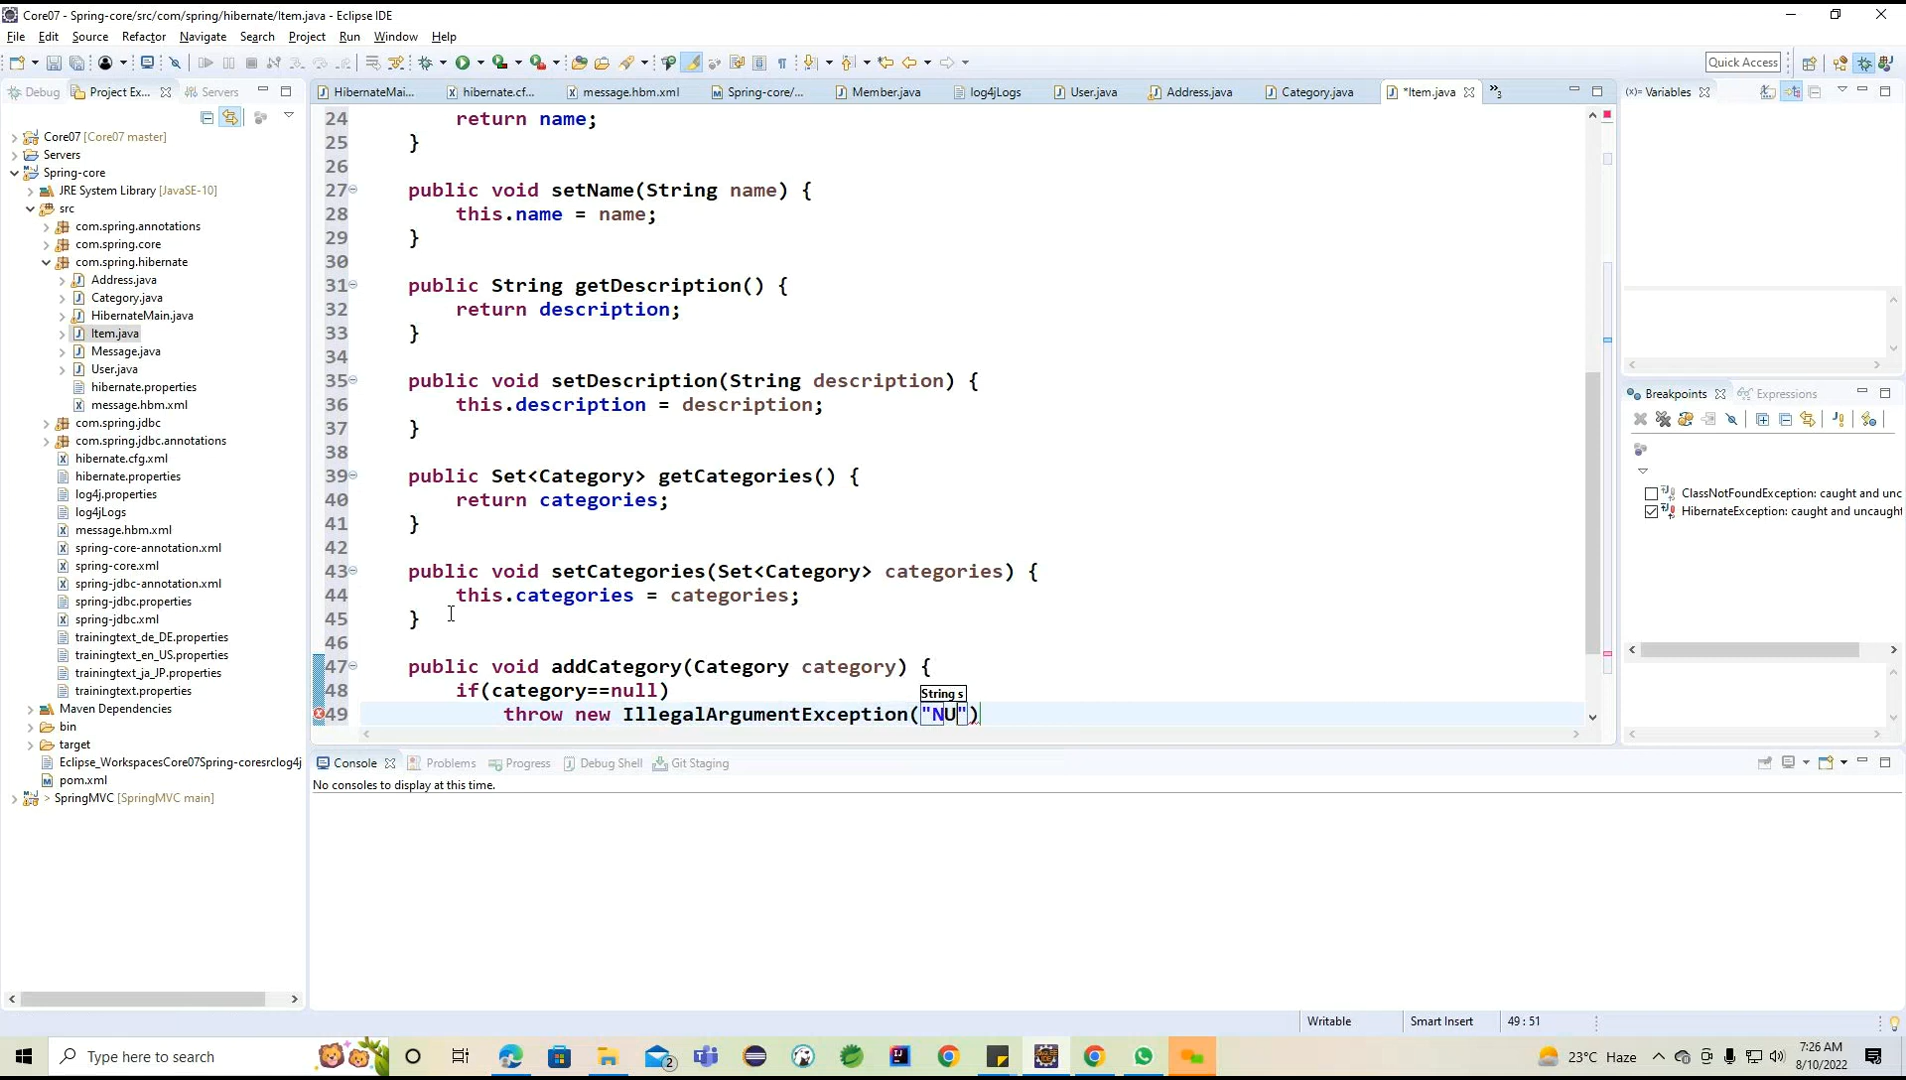 Core07 - Spring-core/src/com/spring/hibernate/Item.java - Eclipse IDE
File Edit Source Refactor Navigate Search Project Run Window Help
Quick Access
Debug Project Ex... Servers
HibernateMai... hibernate.cf... message.hbm.xml Spring-core/... Member.java log4jLogs User.java Address.java Category.java *Item.java »3
(x)= Variables
Core07 [Core07 master]
Servers
Spring-core
JRE System Library [JavaSE-10]
src
com.spring.annotations
com.spring.core
com.spring.hibernate
Address.java
Category.java
HibernateMain.java
Item.java
Message.java
User.java
hibernate.properties
message.hbm.xml
com.spring.jdbc
com.spring.jdbc.annotations
hibernate.cfg.xml
hibernate.properties
log4j.properties
log4jLogs
message.hbm.xml
spring-core-annotation.xml
spring-core.xml
spring-jdbc-annotation.xml
spring-jdbc.properties
spring-jdbc.xml
trainingtext_de_DE.properties
trainingtext_en_US.properties
trainingtext_ja_JP.properties
trainingtext.properties
Maven Dependencies
bin
target
Eclipse_WorkspacesCore07Spring-coresrclog4j
pom.xml
> SpringMVC [SpringMVC main]
24 return name;
25 }
26
27 public void setName(String name) {
28 this.name = name;
29 }
30
31 public String getDescription() {
32 return description;
33 }
34
35 public void setDescription(String description) {
36 this.description = description;
37 }
38
39 public Set<Category> getCategories() {
40 return categories;
41 }
42
43 public void setCategories(Set<Category> categories) {
44 this.categories = categories;
45 }
46
47 public void addCategory(Category category) {
48 if(category==null)
String s
49 throw new IllegalArgumentException("NU")
Breakpoints Expressions
ClassNotFoundException: caught and unc
HibernateException: caught and uncaught
Console Problems Progress Debug Shell Git Staging
No consoles to display at this time.
Writable Smart Insert 49 : 51
Type here to search
2
23°C Haze
7:26 AM
8/10/2022